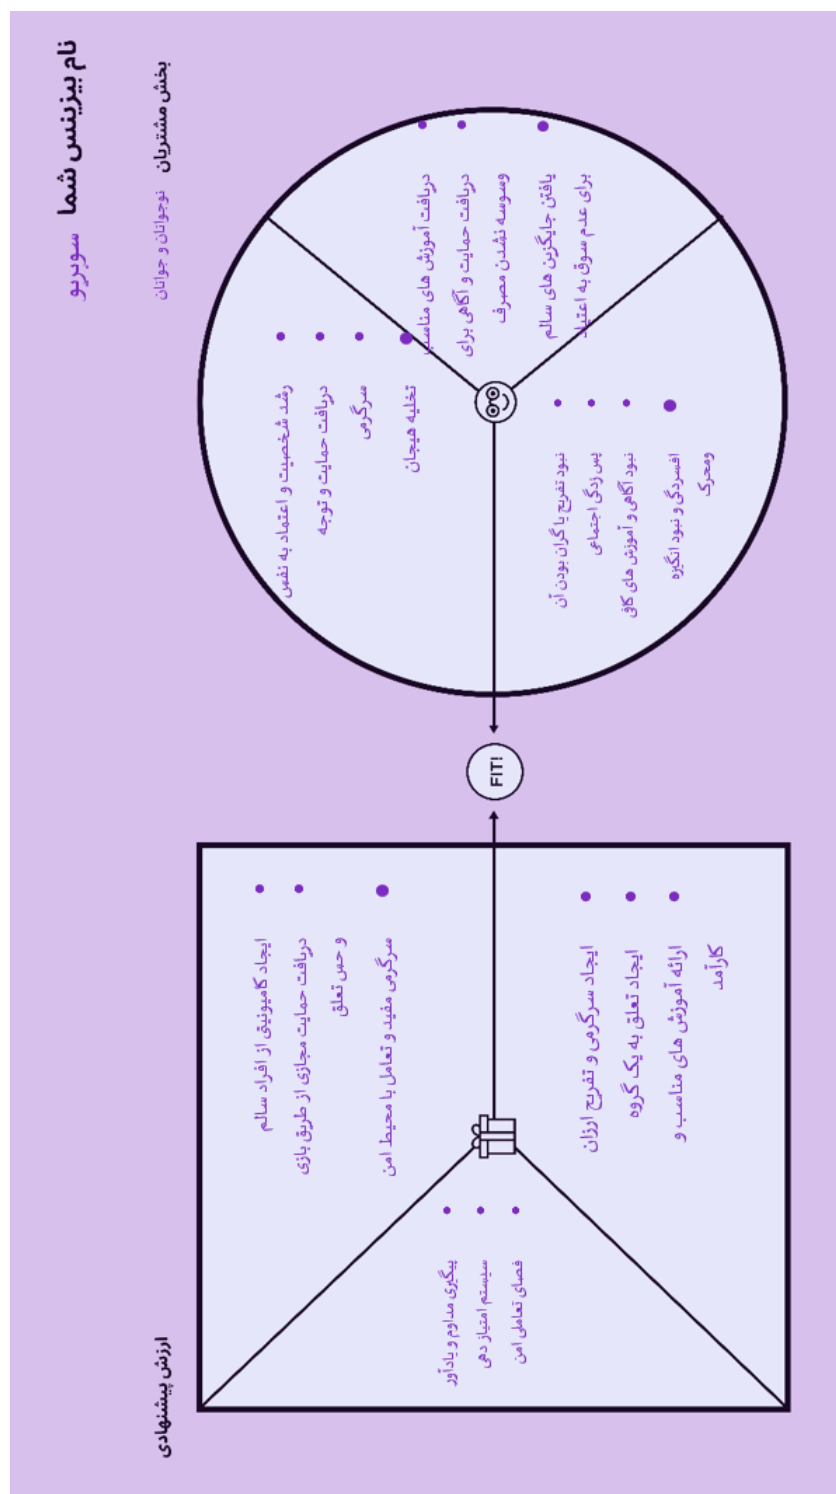 نام بیزینس شما سوبریو
بخش مشتریان نوجوانان و جوانان
دریافت آموزش های مناسب
دریافت حمایت و آگاهی برای
وسوسه نشدن مصرف
یافتن جایگزین های سالم
برای عدم سوق به اعتیاد
رشد شخصیت و اعتماد به نفس
دریافت حمایت و توجه
سرگرمی
تخلیه هیجان
نبود تفریح یا گران بودن آن
پس زدگی اجتماعی
نبود آگاهی و آموزش های کافی
افسردگی و نبود انگیزه
ومحرک
FIT!
ایجاد کامیونیتی از افراد سالم
دریافت حمایت مجازی از طریق بازی
و حس تعلق
سرگرمی مفید و تعامل با محیط امن
ایجاد سرگرمی و تفریح ارزان
ایجاد تعلق به یک گروه
ارائه آموزش های مناسب و
کارآمد
پیگیری مداوم و یادآور
سیستم امتیاز دهی
فضای تعاملی امن
ارزش پیشنهادی